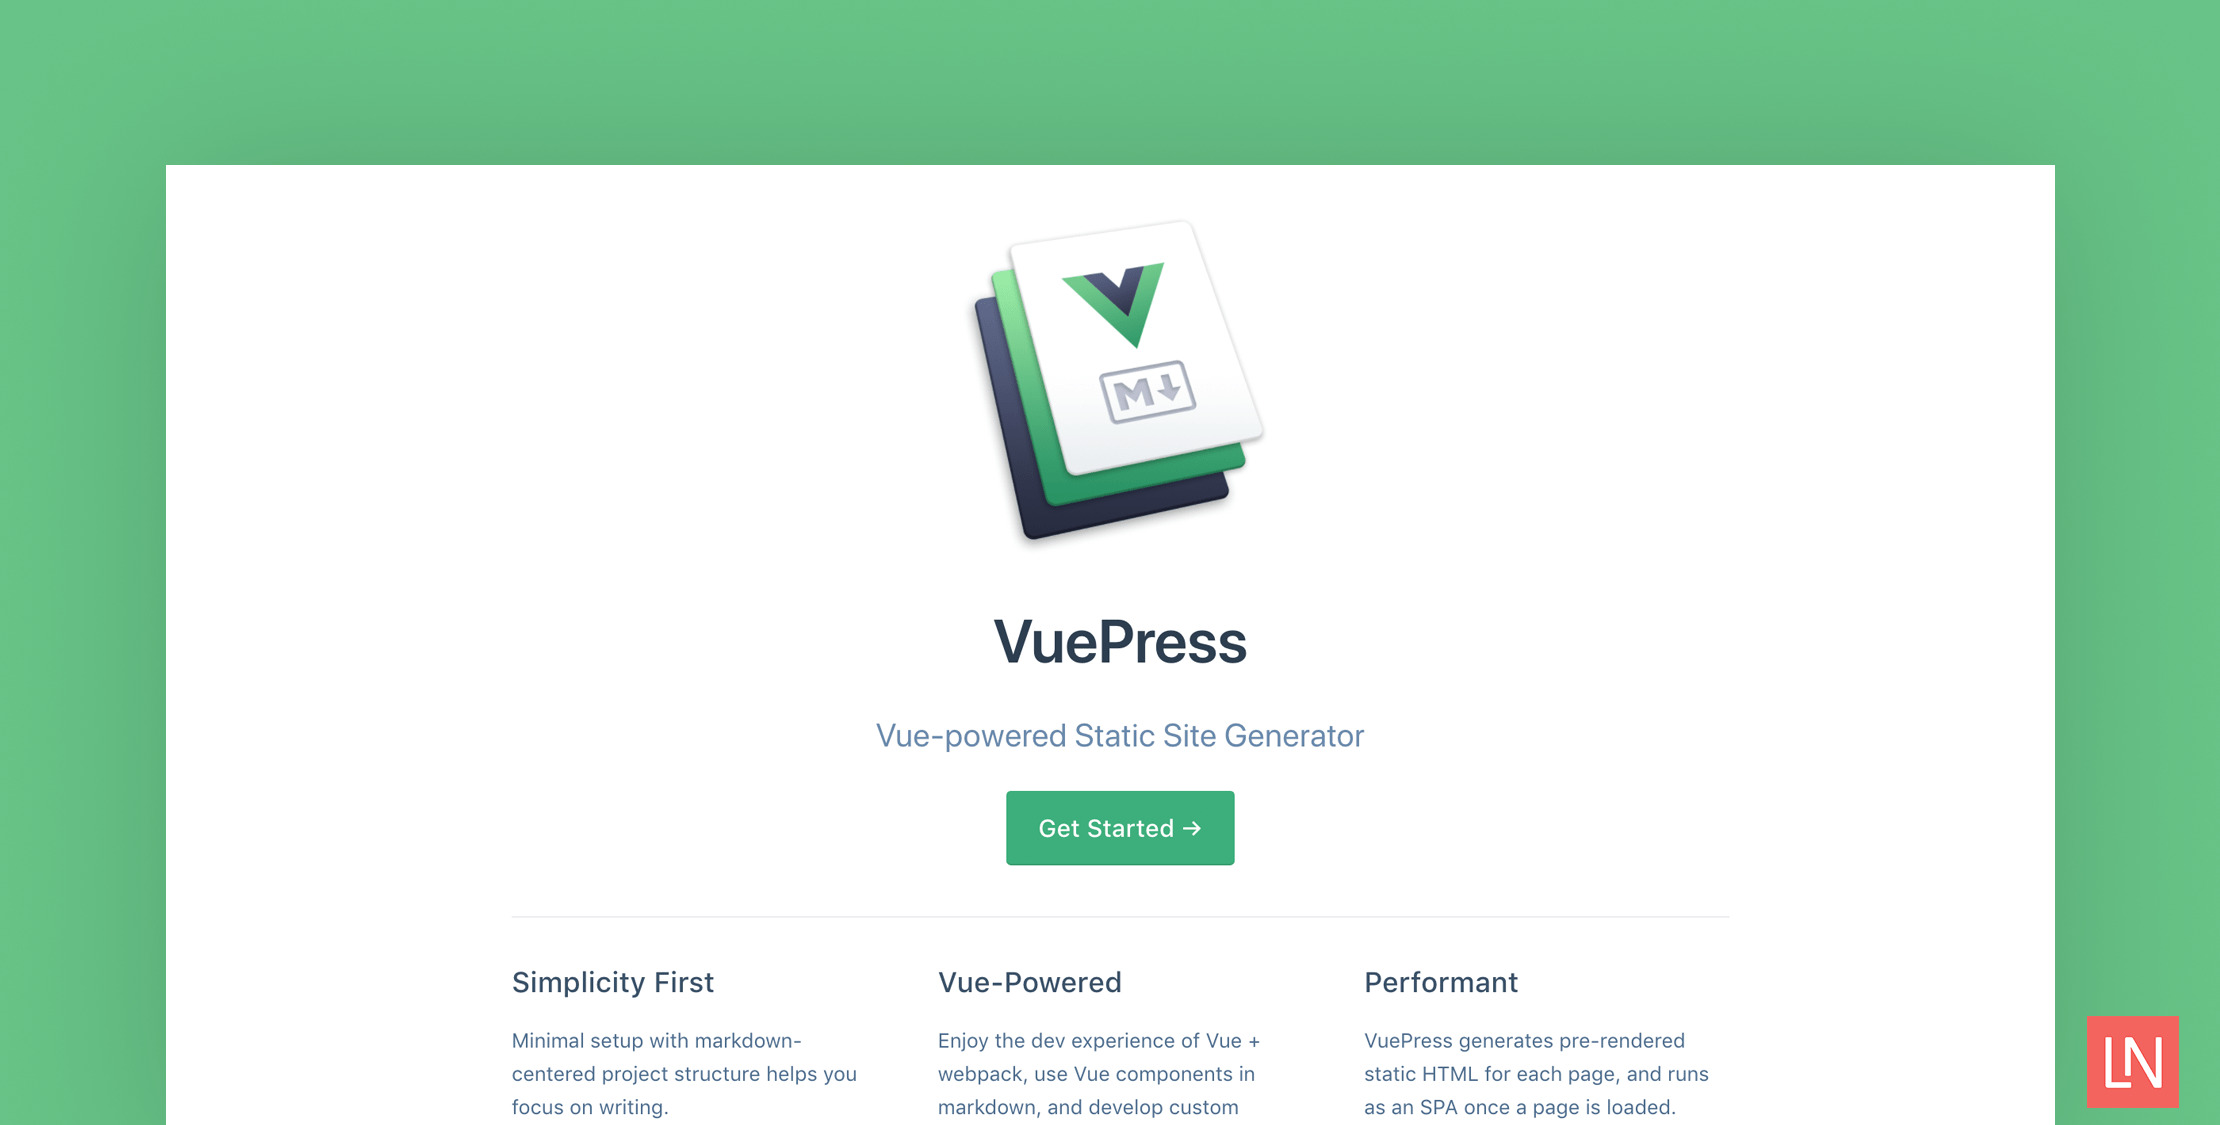 M
VuePress
Vue-powered Static Site Generator
Get Started →
Simplicity First
Minimal setup with markdown-
centered project structure helps you
focus on writing.
Vue-Powered
Enjoy the dev experience of Vue +
webpack, use Vue components in
markdown, and develop custom
Performant
VuePress generates pre-rendered
static HTML for each page, and runs
as an SPA once a page is loaded.
LN